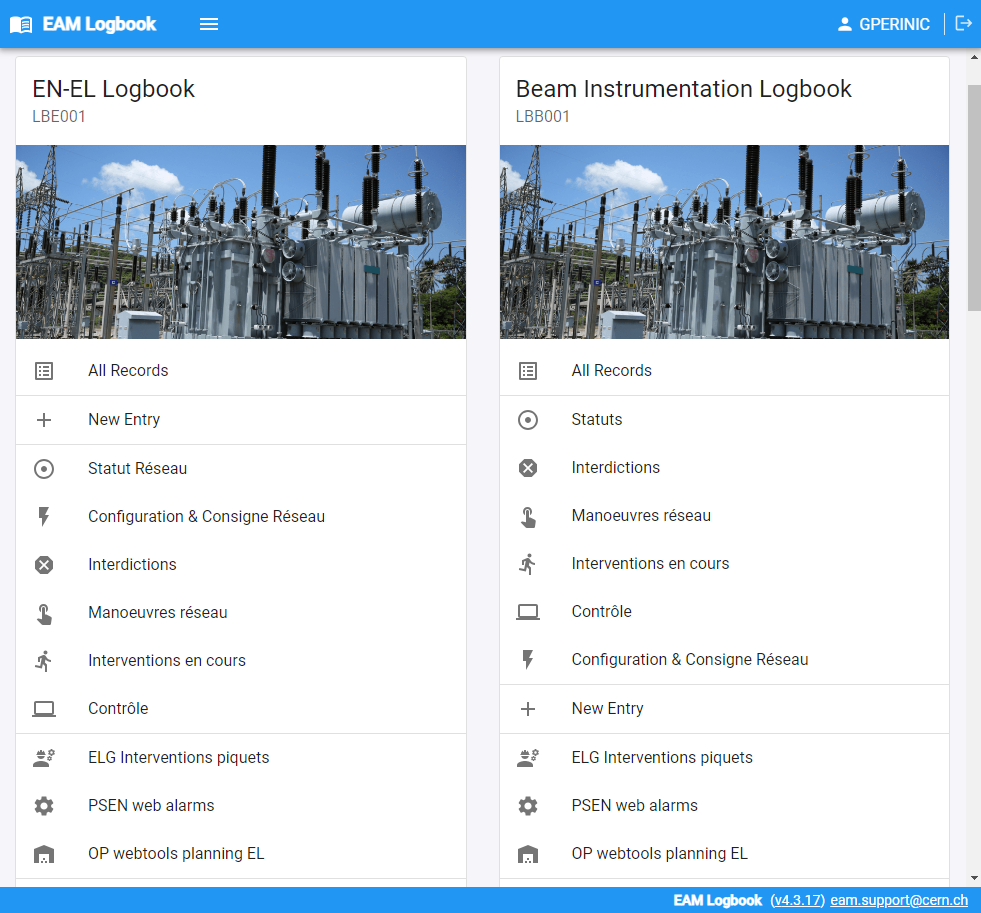 EAM Logbook
GPERINIC
EN-EL Logbook
LBE001
All Records
New Entry
Statut Réseau
Configuration & Consigne Réseau
Interdictions
Manoeuvres réseau
Interventions en cours
Contrôle
ELG Interventions piquets
PSEN web alarms
OP webtools planning EL
Beam Instrumentation Logbook
LBB001
All Records
Statuts
Interdictions
Manoeuvres réseau
Interventions en cours
Contrôle
Configuration & Consigne Réseau
New Entry
ELG Interventions piquets
PSEN web alarms
OP webtools planning EL
EAM Logbook (v4.3.17) eam.support@cern.ch